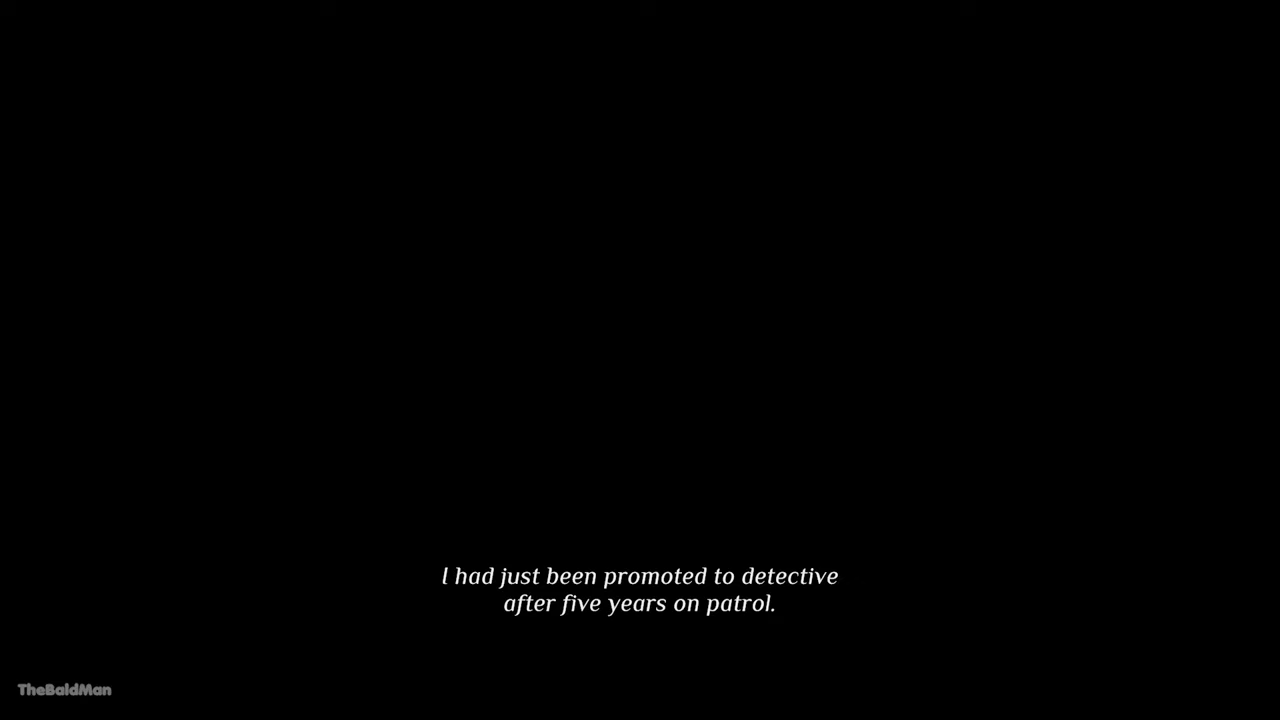 I had just been promoted to detective
after five years on patrol.
TheBaldMan